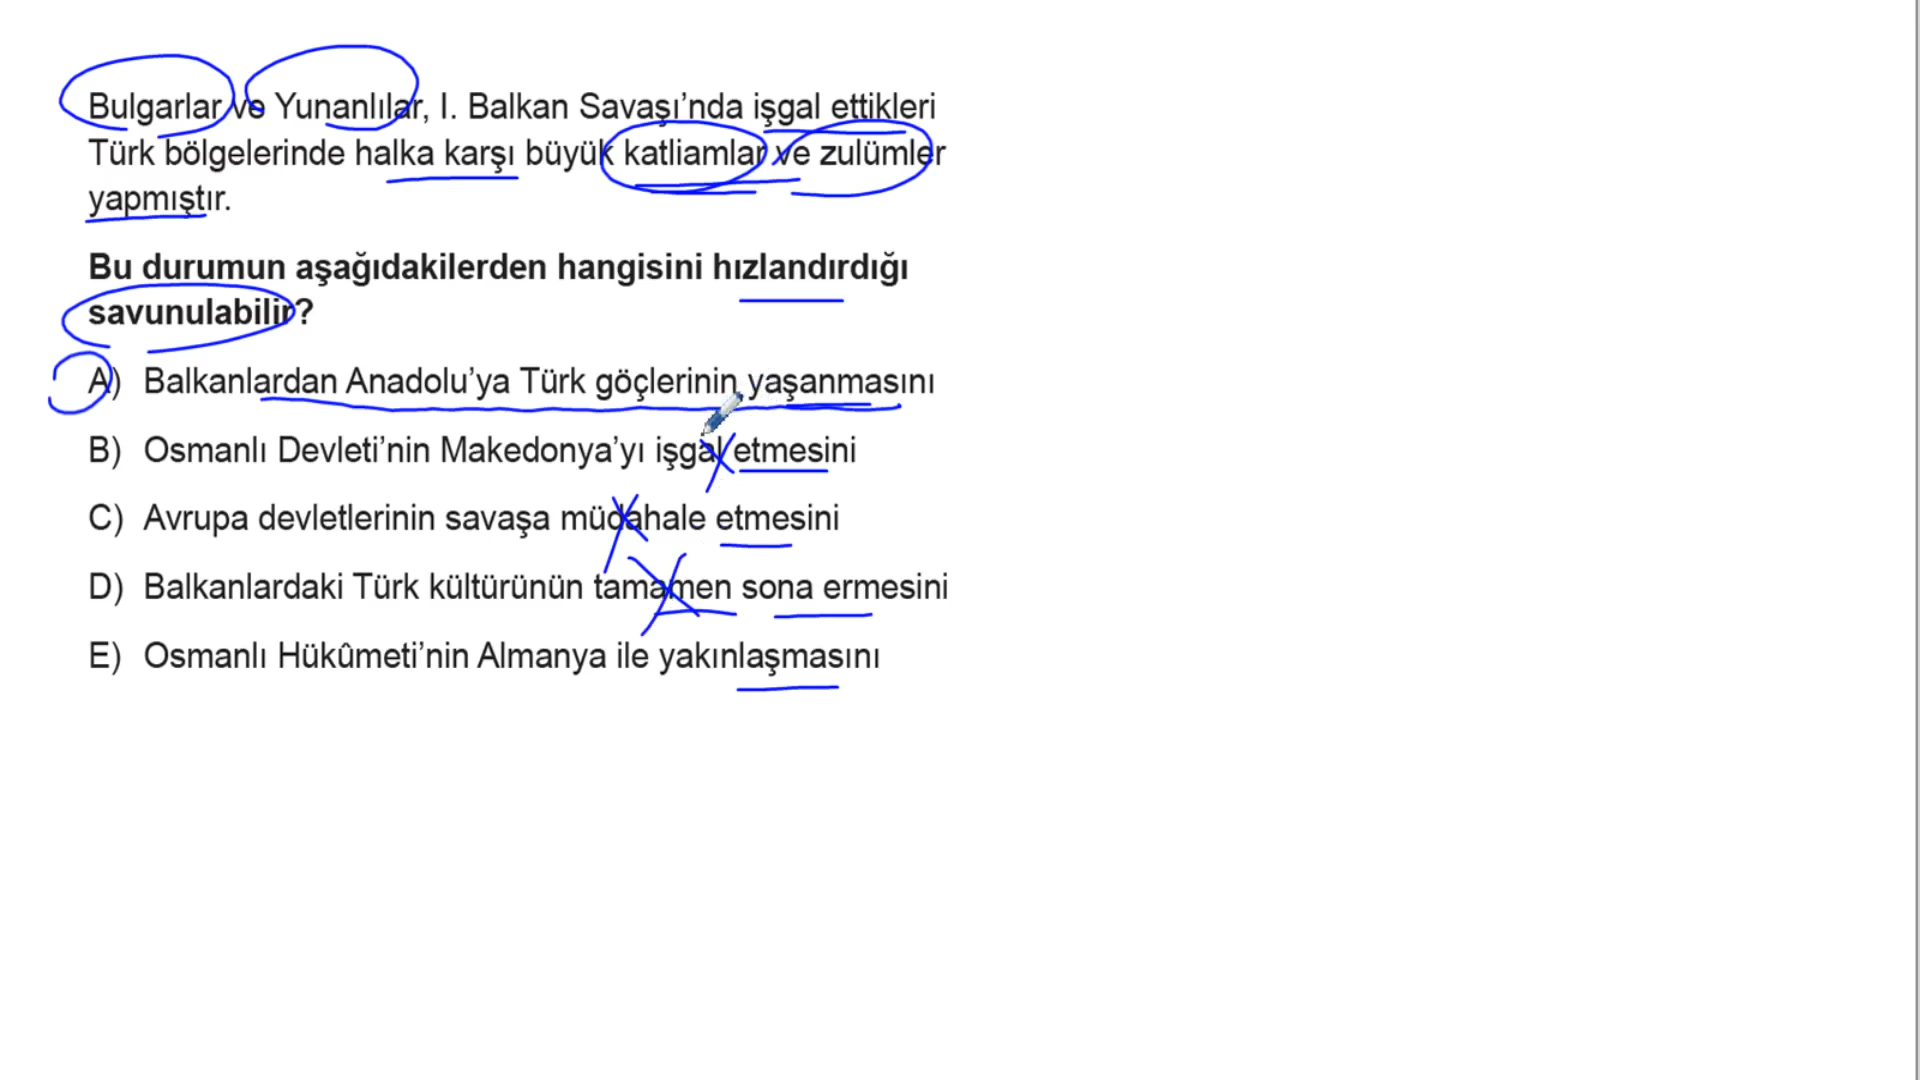 Bulgarlar ve Yunanlılar, I. Balkan Savaşı’nda işgal ettikleri
Türk bölgelerinde halka karşı büyük katliamlar ve zulümler
yapmıştır.
Bu durumun aşağıdakilerden hangisini hızlandırdığı
savunulabilir?
A) Balkanlardan Anadolu’ya Türk göçlerinin yaşanmasını
B) Osmanlı Devleti’nin Makedonya’yı işgal etmesini
C) Avrupa devletlerinin savaşa müdahale etmesini
D) Balkanlardaki Türk kültürünün tamamen sona ermesini
E) Osmanlı Hükûmeti’nin Almanya ile yakınlaşmasını